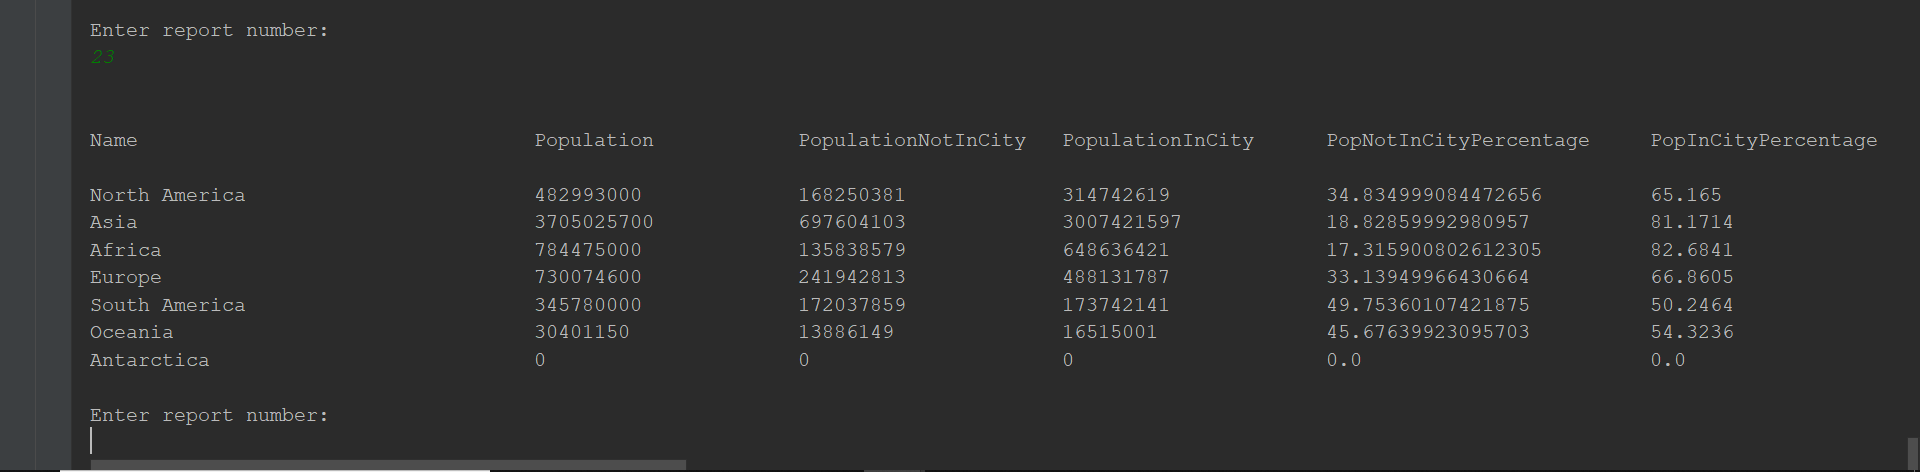 Enter report number:
23
Name Population PopulationNotInCity PopulationInCity PopNotInCityPercentage PopInCityPercentage
North America 482993000 168250381 314742619 34.834999084472656 65.165
Asia 3705025700 697604103 3007421597 18.82859992980957 81.1714
Africa 784475000 135838579 648636421 17.315900802612305 82.6841
Europe 730074600 241942813 488131787 33.13949966430664 66.8605
South America 345780000 172037859 173742141 49.75360107421875 50.2464
Oceania 30401150 13886149 16515001 45.67639923095703 54.3236
Antarctica 0 0 0 0.0 0.0
Enter report number: